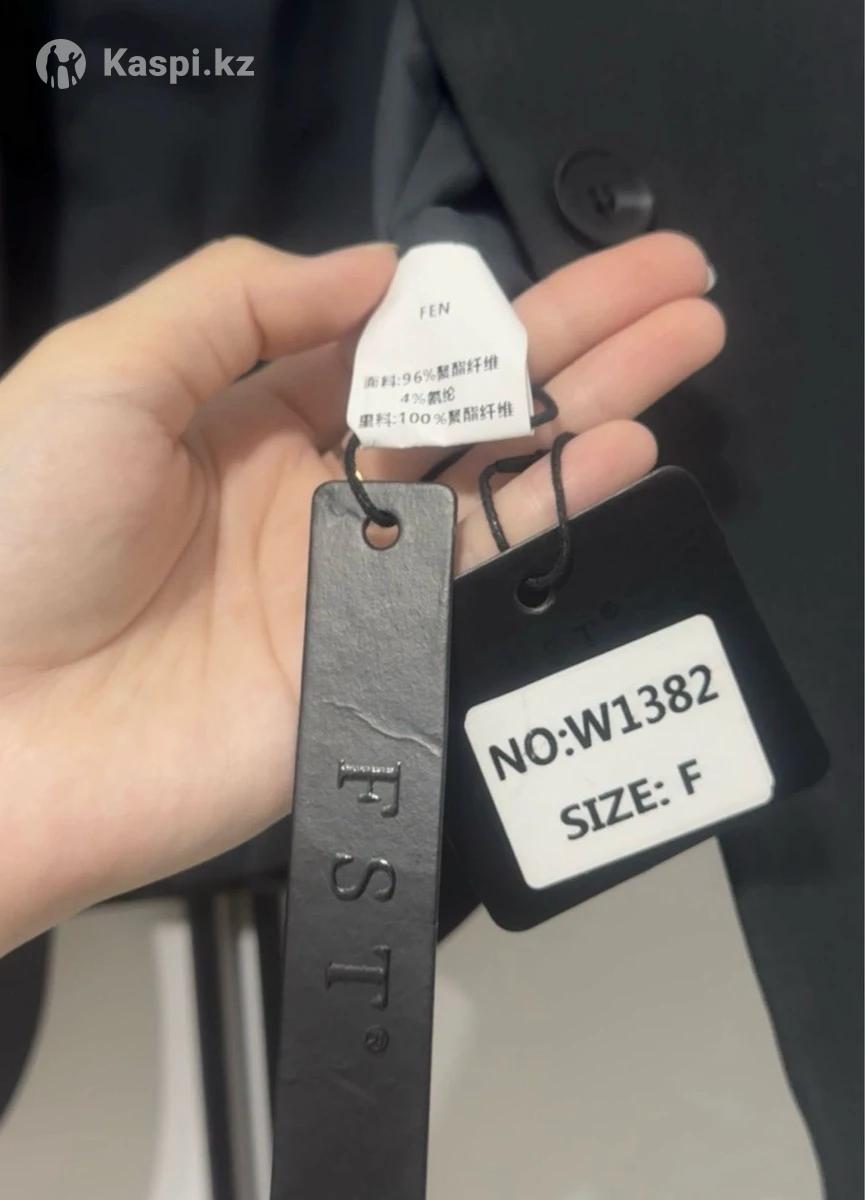 Kaspi.kz
FEN
面料:96%聚酯纤维
4%氨纶
里料:100%聚酯纤维
FST®
NO:W1382
SIZE: F